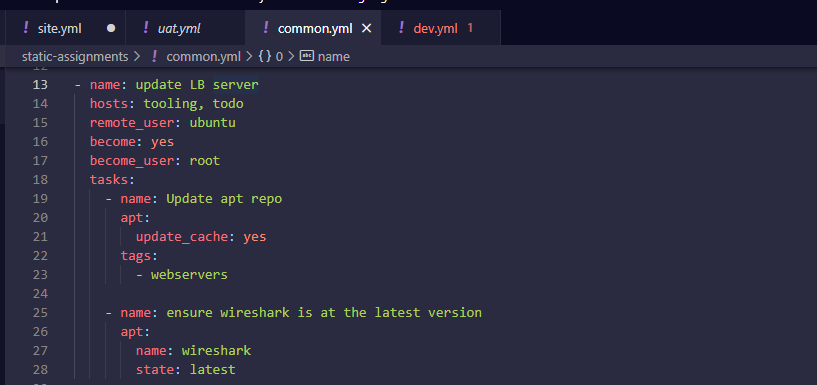 ! site.yml ● ! uat.yml ! common.yml × ! dev.yml 1
static-assignments > ! common.yml > {} 0 > abc name
12
13 - name: update LB server
14 hosts: tooling, todo
15 remote_user: ubuntu
16 become: yes
17 become_user: root
18 tasks:
19 - name: Update apt repo
20 apt:
21 update_cache: yes
22 tags:
23 - webservers
24
25 - name: ensure wireshark is at the latest version
26 apt:
27 name: wireshark
28 state: latest